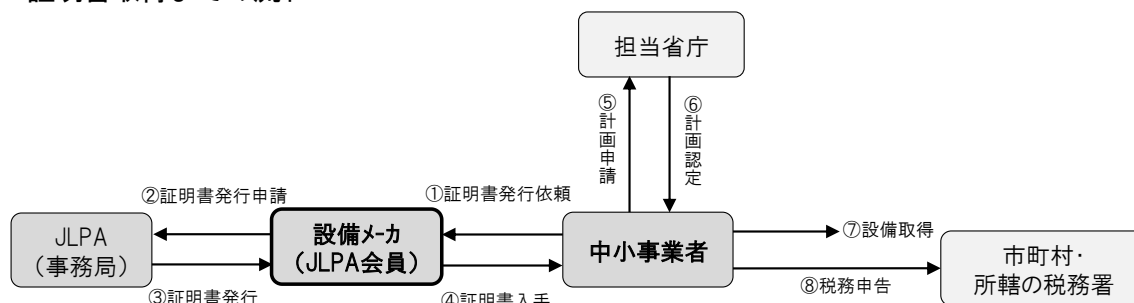 担当省庁
⑤計画申請
⑥計画認定
②証明書発行申請
①証明書発行依頼
JLPA
（事務局）
設備ﾒｰｶ
（JLPA会員）
中小事業者
⑦設備取得
市町村・
所轄の税務署
③証明書発行
④証明書入手
⑧税務申告